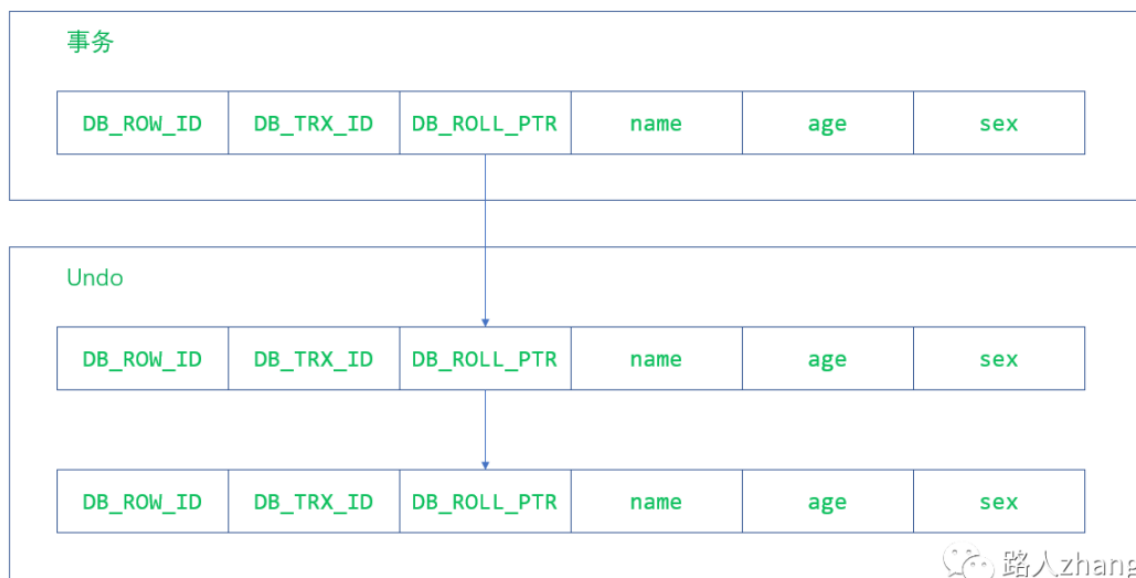 事务
DB_ROW_ID DB_TRX_ID DB_ROLL_PTR name age sex
Undo
DB_ROW_ID DB_TRX_ID DB_ROLL_PTR name age sex
DB_ROW_ID DB_TRX_ID DB_ROLL_PTR name age sex
路人zhang